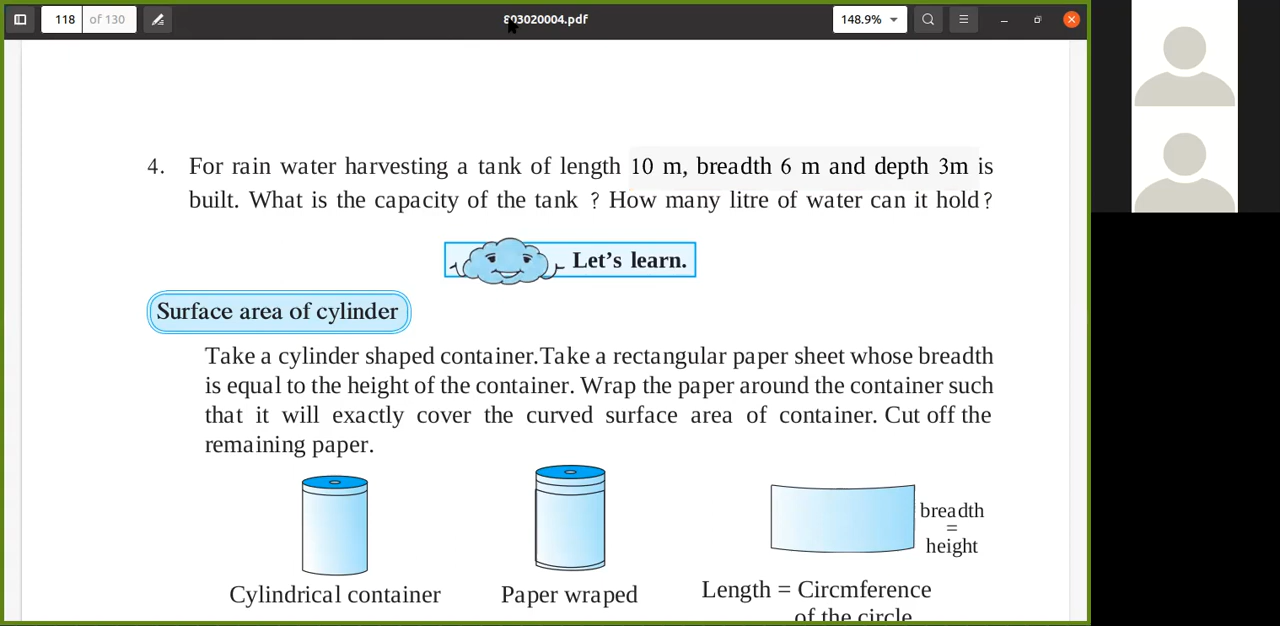 118 of 130
803020004.pdf
148.9%
4. For rain water harvesting a tank of length 10 m, breadth 6 m and depth 3m is
built. What is the capacity of the tank ? How many litre of water can it hold?
Let's learn.
Surface area of cylinder
Take a cylinder shaped container.Take a rectangular paper sheet whose breadth
is equal to the height of the container. Wrap the paper around the container such
that it will exactly cover the curved surface area of container. Cut off the
remaining paper.
breadth
=
height
Cylindrical container
Paper wraped
Length = Circmference
of the circle